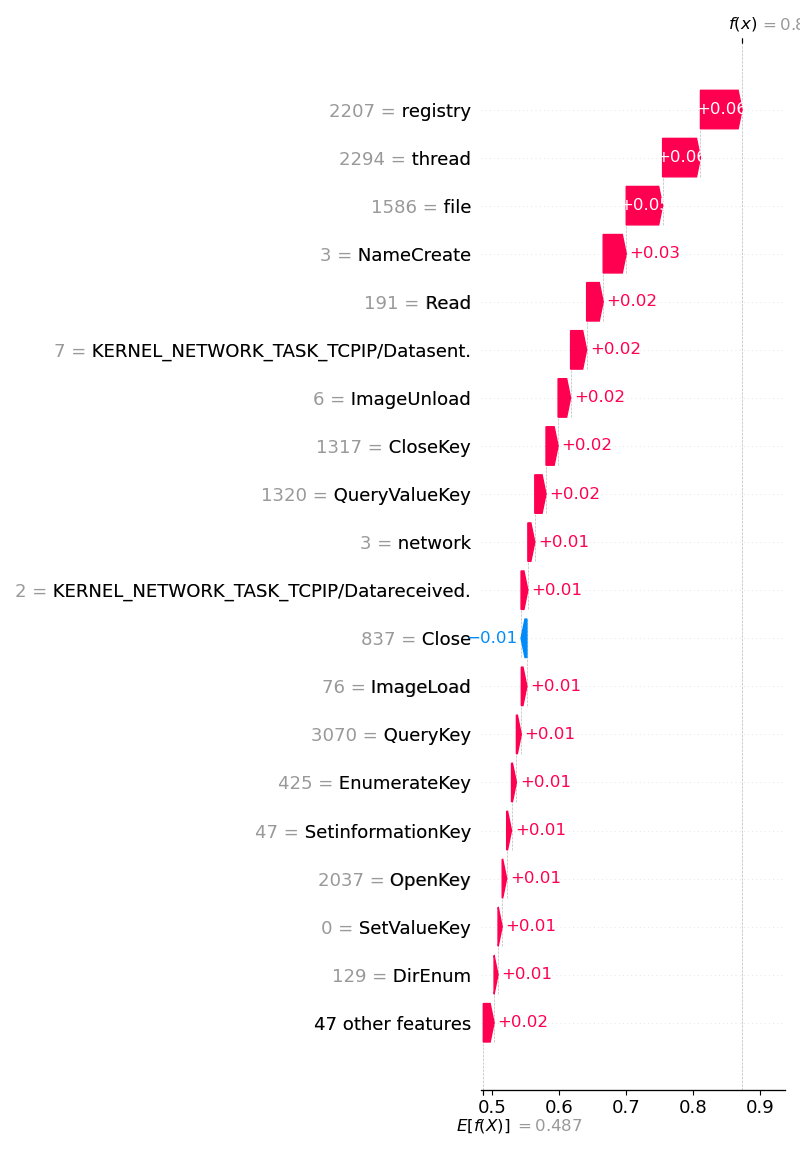 f(x) = 0.8
2207 = registry +0.06
2294 = thread +0.06
1586 = file +0.05
3 = NameCreate +0.03
191 = Read +0.02
7 = KERNEL_NETWORK_TASK_TCPIP/Datasent. +0.02
6 = ImageUnload +0.02
1317 = CloseKey +0.02
1320 = QueryValueKey +0.02
3 = network +0.01
2 = KERNEL_NETWORK_TASK_TCPIP/Datareceived. +0.01
837 = Close −0.01
76 = ImageLoad +0.01
3070 = QueryKey +0.01
425 = EnumerateKey +0.01
47 = SetinformationKey +0.01
2037 = OpenKey +0.01
0 = SetValueKey +0.01
129 = DirEnum +0.01
47 other features +0.02
0.5 0.6 0.7 0.8 0.9
E[f(X)] = 0.487